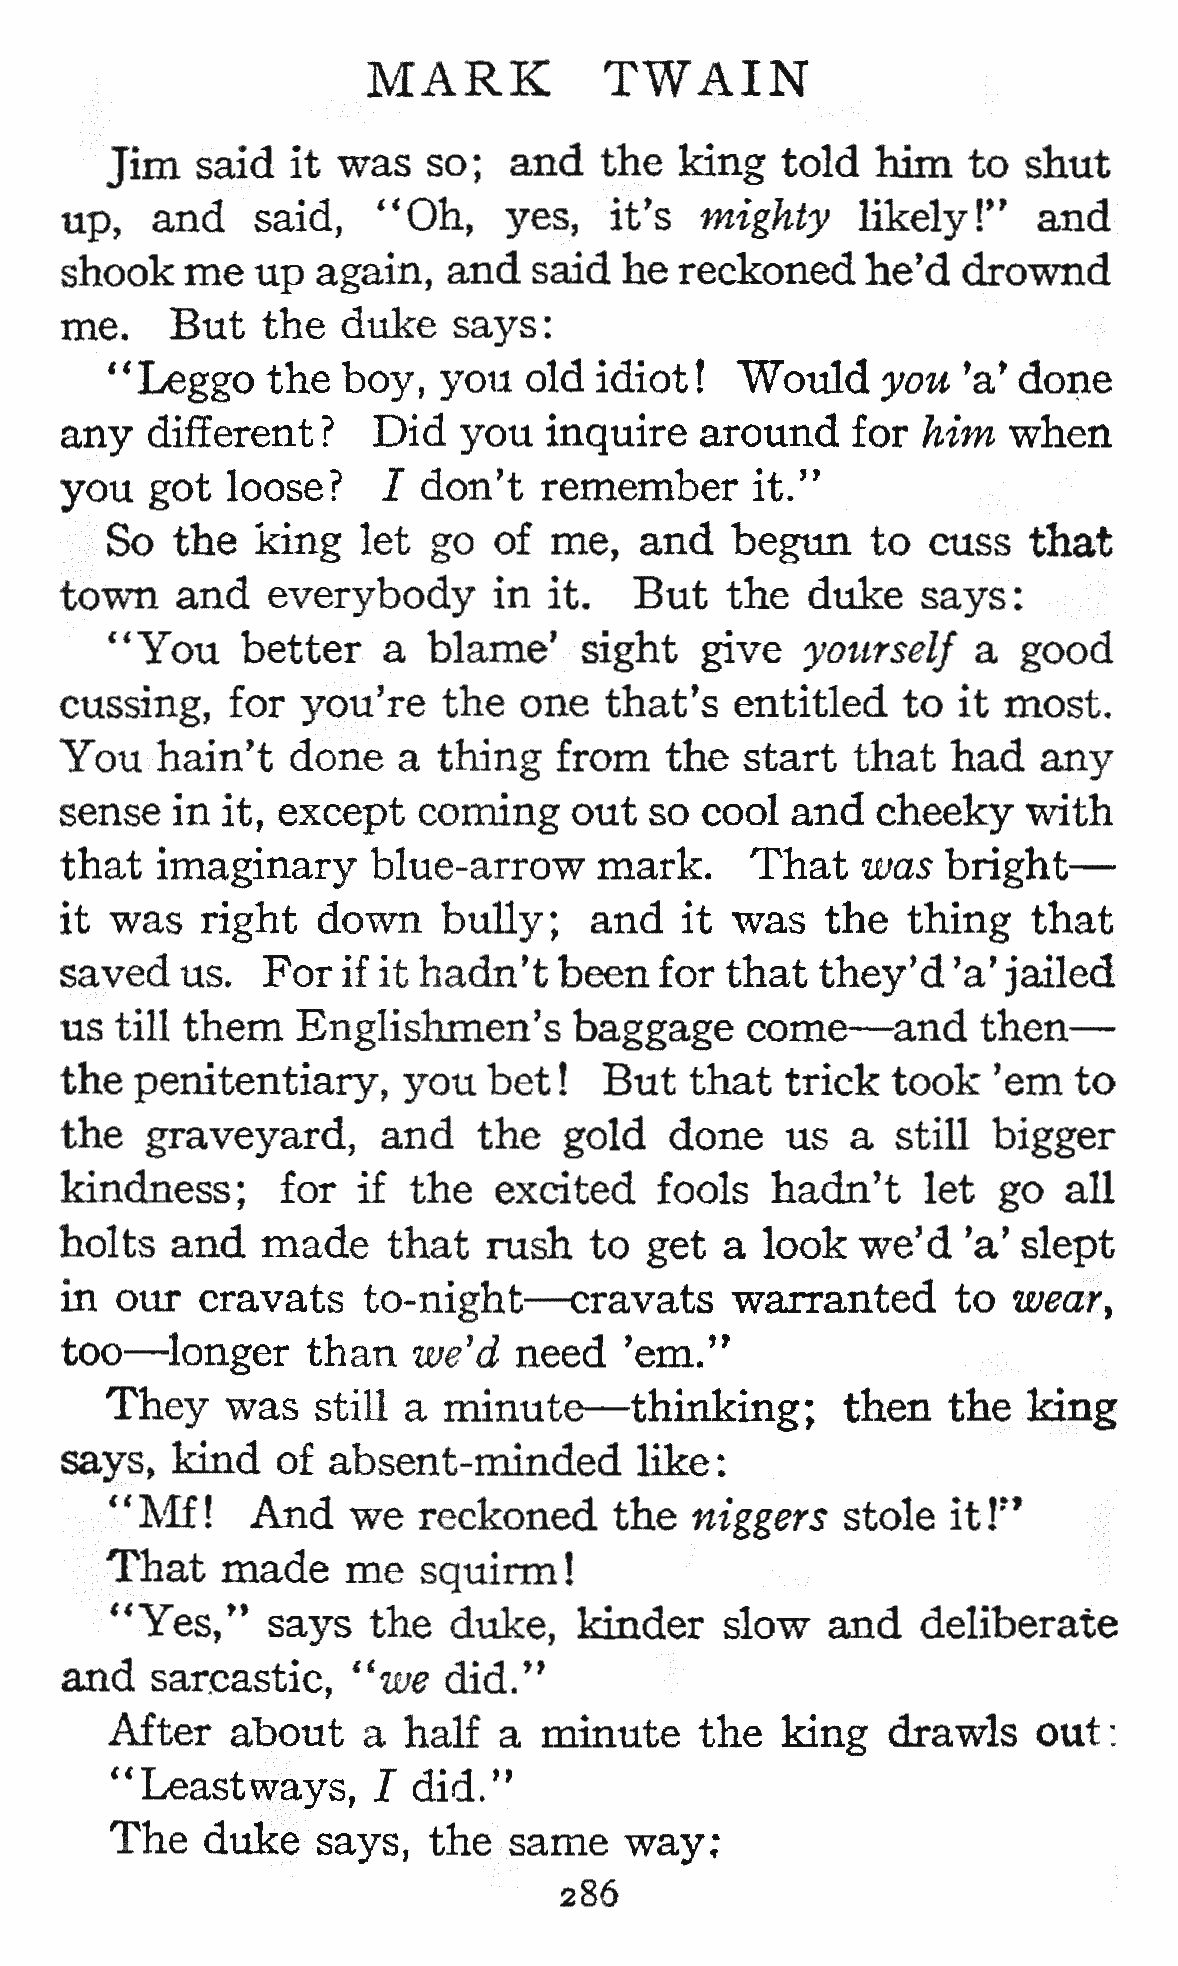 MARK TWAIN
Jim said it was so; and the king told him to shut
up, and said, "Oh, yes, it's mighty likely!" and
shook me up again, and said he reckoned he'd drownd
me. But the duke says:
"Leggo the boy, you old idiot! Would you 'a' done
any different? Did you inquire around for him when
you got loose? I don't remember it."
So the king let go of me, and begun to cuss that
town and everybody in it. But the duke says:
"You better a blame' sight give yourself a good
cussing, for you're the one that's entitled to it most.
You hain't done a thing from the start that had any
sense in it, except coming out so cool and cheeky with
that imaginary blue-arrow mark. That was bright—
it was right down bully; and it was the thing that
saved us. For if it hadn't been for that they'd 'a' jailed
us till them Englishmen's baggage come—and then—
the penitentiary, you bet! But that trick took 'em to
the graveyard, and the gold done us a still bigger
kindness; for if the excited fools hadn't let go all
holts and made that rush to get a look we'd 'a' slept
in our cravats to-night—cravats warranted to wear,
too—longer than we'd need 'em."
They was still a minute—thinking; then the king
says, kind of absent-minded like:
"Mf! And we reckoned the niggers stole it!"
That made me squirm!
"Yes," says the duke, kinder slow and deliberate
and sarcastic, "we did."
After about a half a minute the king drawls out:
"Leastways, I did."
The duke says, the same way:
286